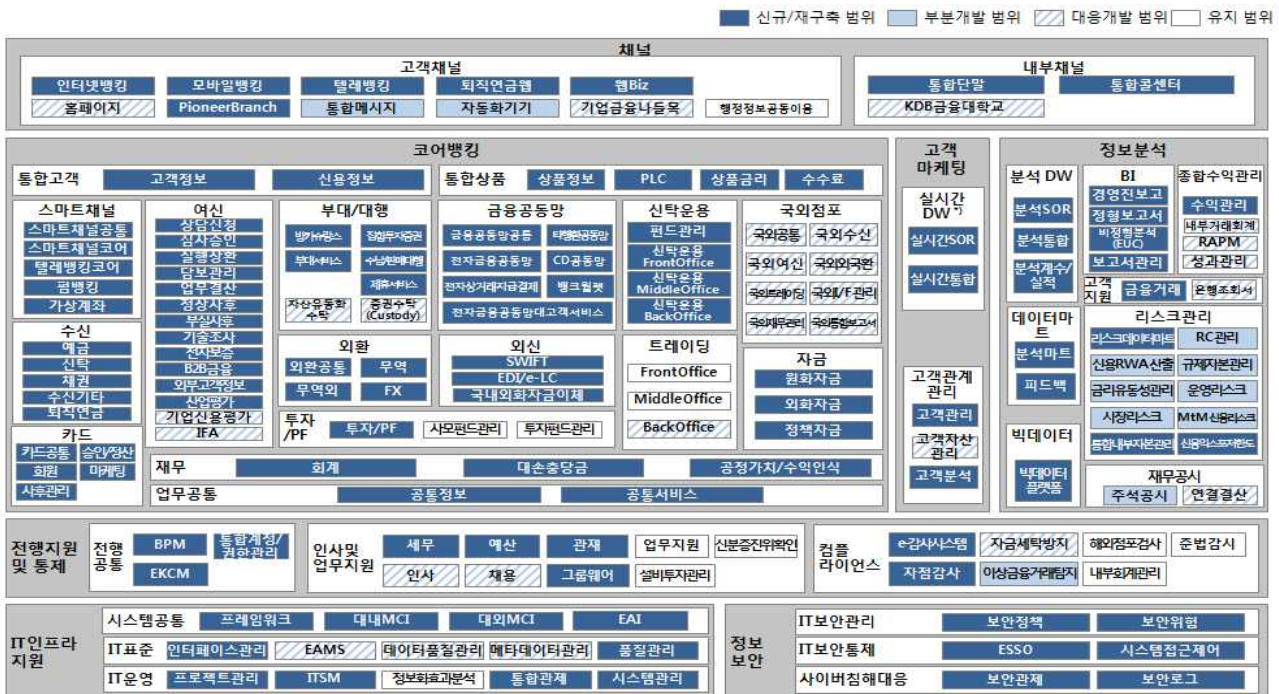 신규/재구축 범위 부분개발 범위 대응개발 범위 유지 범위
채널
고객채널
인터넷뱅킹 모바일뱅킹 텔레뱅킹 퇴직연금웹 웹Biz
홈페이지 PioneerBranch 통합메시지 자동화기기 기업금융나들목 행정정보공동이용
내부채널
통합단말 통합콜센터
KDB금융대학교
코어뱅킹
통합고객 고객정보 신용정보
통합상품 상품정보 PLC 상품금리 수수료
스마트채널
스마트채널공통
스마트채널코어
텔레뱅킹코어
펌뱅킹
가상계좌
수신
예금
신탁
채권
수신기타
퇴직연금
카드
카드공통 승인/정산
회원 마케팅
사후관리
여신
상담신청
심사승인
실행상환
담보관리
업무결산
정상사후
부실사후
기술조사
전자보증
B2B금융
외부고객정보
산업평가
기업신용평가
IFA
부대/대행
방카슈랑스 집합투자증권
부대서비스 수납판매대행
제휴서비스
자산유동화
수탁
증권수탁
(Custody)
외환
외환공통 무역
무역외 FX
투자
/PF
투자/PF 사모펀드관리 투자펀드관리
금융공동망
금융공동망공통 타행환공동망
전자금융공동망 CD공동망
전자상거래지급결제 뱅크월렛
전자금융공동망대고객서비스
외신
SWIFT
EDI/e-LC
국내외화자금이체
신탁운용
펀드관리
신탁운용
FrontOffice
신탁운용
MiddleOffice
신탁운용
BackOffice
트레이딩
FrontOffice
MiddleOffice
BackOffice
국외점포
국외공통 국외수신
국외여신 국외외국환
국외트레이딩 국외I/F관리
국외재무관리 국외통합보고서
자금
원화자금
외화자금
정책자금
재무 회계 대손충당금 공정가치/수익인식
업무공통 공통정보 공통서비스
고객
마케팅
실시간
DW*)
실시간SOR
실시간통합
고객관계
관리
고객관리
고객자산
관리
고객분석
정보분석
분석 DW
분석SOR
분석통합
분석계수/
실적
데이터마
트
분석마트
피드백
빅데이터
빅데이터
플랫폼
BI
경영진보고
정형보고서
비정형분석
(EUC)
보고서관리
종합수익관리
수익관리
내부거래회계
RAPM
성과관리
고객
지원
금융거래 은행조회서
리스크관리
리스크데이터마트 RC관리
신용RWA산출 규제자본관리
금리유동성관리 운영리스크
시장리스크 MtM신용리스크
통합내부자본관리 신용익스포져한도
재무공시
주석공시 연결결산
전행지원
및 통제
전행
공통
BPM 통합계정/
권한관리
EKCM
인사및
업무지원
세무 예산 관재 업무지원 신분증진위확인
인사 채용 그룹웨어 설비투자관리
컴플
라이언스
e-감사시스템 자금세탁방지 해외점포검사 준법감시
자점감사 이상금융거래탐지 내부회계관리
IT인프라
지원
시스템공통 프레임워크 대내MCI 대외MCI EAI
IT표준 인터페이스관리 EAMS 데이터품질관리 메타데이터관리 품질관리
IT운영 프로젝트관리 ITSM 정보화효과분석 통합관제 시스템관리
정보
보안
IT보안관리 보안정책 보안위험
IT보안통제 ESSO 시스템접근제어
사이버침해대응 보안관제 보안로그